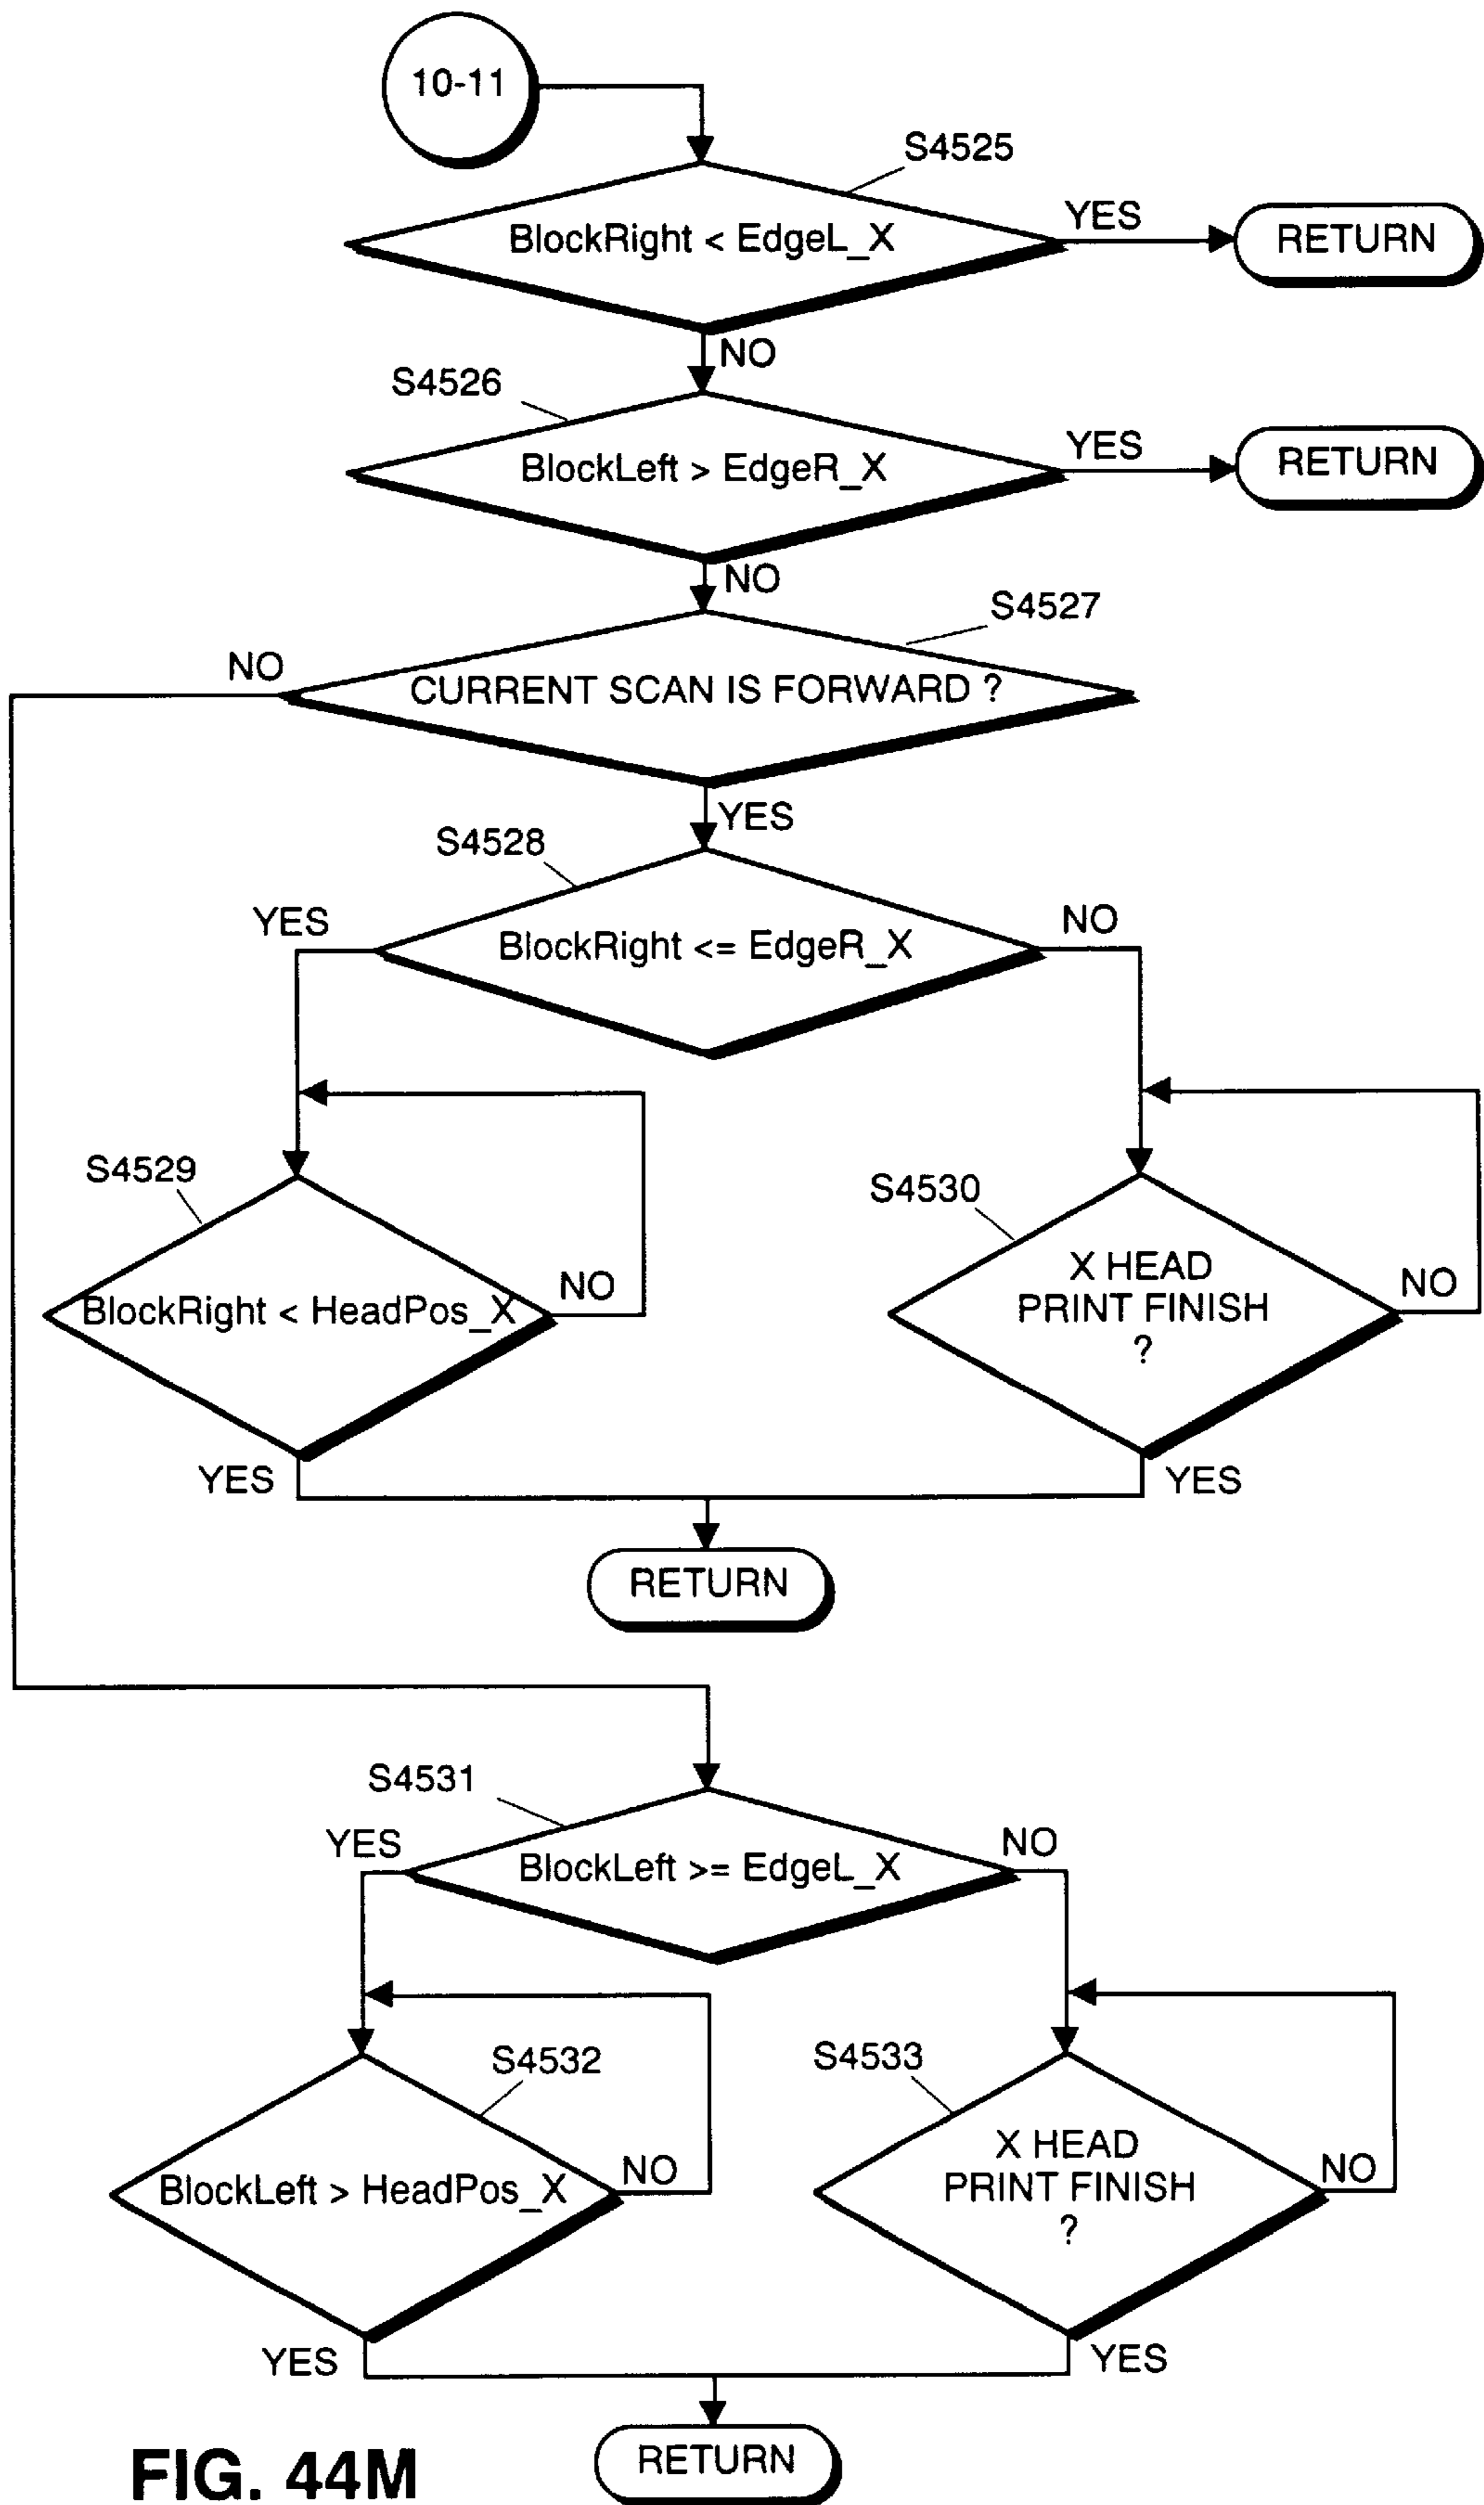 10-11
S4525
BlockRight < EdgeL_X
YES
RETURN
NO
S4526
BlockLeft > EdgeR_X
YES
RETURN
NO
S4527
NO
CURRENT SCAN IS FORWARD ?
YES
S4528
YES
BlockRight <= EdgeR_X
NO
S4529
BlockRight < HeadPos_X
NO
YES
S4530
X HEAD
PRINT FINISH
?
NO
YES
RETURN
S4531
YES
BlockLeft >= EdgeL_X
NO
S4532
BlockLeft > HeadPos_X
NO
YES
S4533
X HEAD
PRINT FINISH
?
NO
YES
RETURN
FIG. 44M